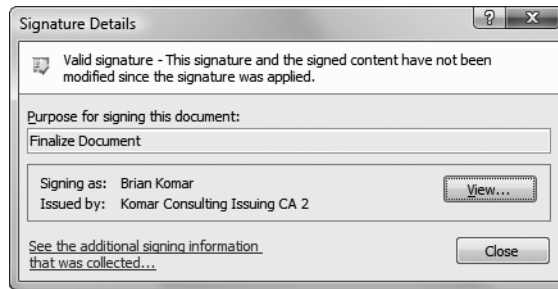 Signature Details
Valid signature - This signature and the signed content have not been
modified since the signature was applied.
Purpose for signing this document:
Finalize Document
Signing as: Brian Komar
View...
Issued by: Komar Consulting Issuing CA 2
See the additional signing information
that was collected...
Close